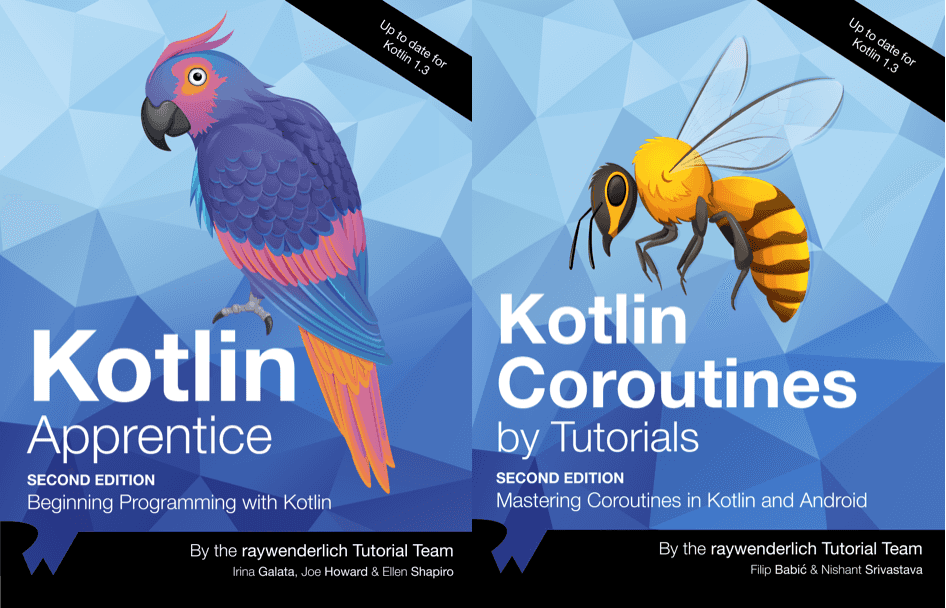 Up to date for
Kotlin 1.3
Kotlin
Apprentice
SECOND EDITION
Beginning Programming with Kotlin
By the raywenderlich Tutorial Team
Irina Galata, Joe Howard & Ellen Shapiro
Up to date for
Kotlin 1.3
Kotlin
Coroutines
by Tutorials
SECOND EDITION
Mastering Coroutines in Kotlin and Android
By the raywenderlich Tutorial Team
Filip Babić & Nishant Srivastava